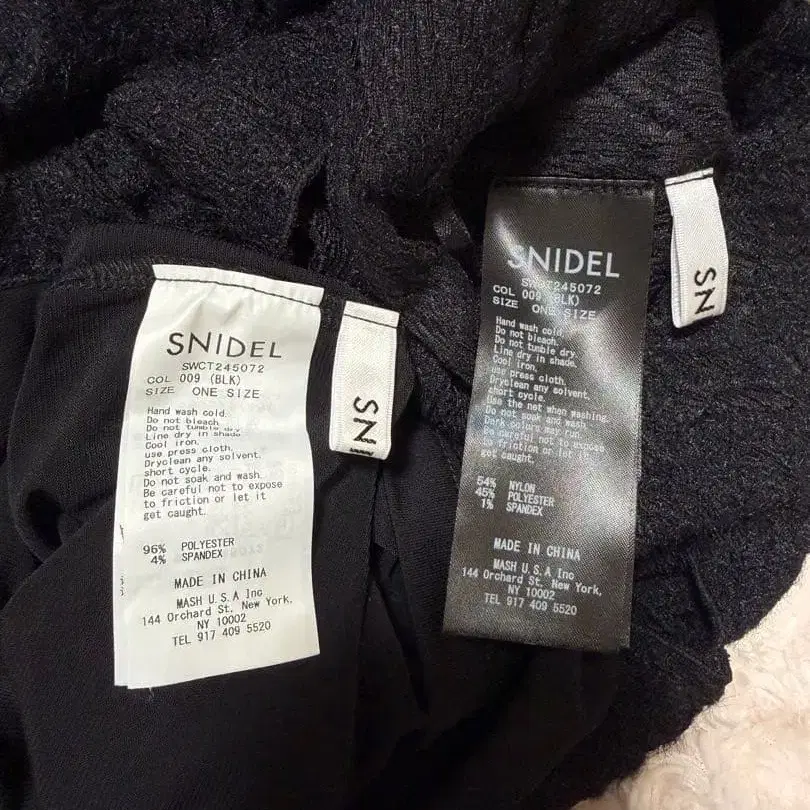 SNIDEL
SWCT245072
COL 009 (BLK)
SIZE ONE SIZE
Hand wash cold.
Do not bleach.
Do not tumble dry.
Line dry in shade.
Cool iron.
use press cloth.
Dryclean any solvent.
short cycle.
Do not soak and wash.
Be careful not to expose
to friction or let it
get caught.
96% POLYESTER
4% SPANDEX
MADE IN CHINA
MASH U.S.A Inc
144 Orchard St. New York,
NY 10002
TEL 917 409 5520
SN
SNIDEL
SWCT245072
COL 009 (BLK)
SIZE ONE SIZE
Hand wash cold.
Do not bleach.
Do not tumble dry.
Line dry in shade.
Cool iron.
use press cloth.
Dryclean any solvent.
short cycle.
Use the net when washing.
Do not soak and wash
Dark colors may run.
Be careful not to expose
to friction or let it
get caught.
54% NYLON
45% POLYESTER
1% SPANDEX
MADE IN CHINA
MASH U.S.A Inc
144 Orchard St. New York,
NY 10002
TEL 917 409 5520
SN